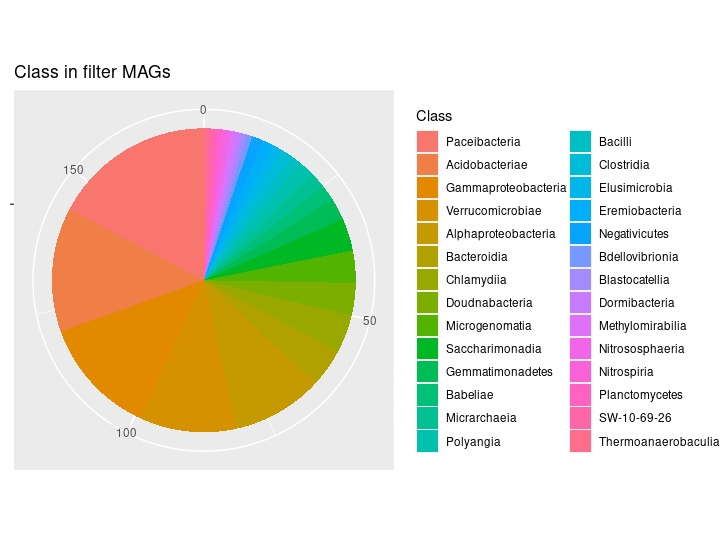 Class in filter MAGs
0
150
50
100
-
Class
Paceibacteria
Acidobacteriae
Gammaproteobacteria
Verrucomicrobiae
Alphaproteobacteria
Bacteroidia
Chlamydiia
Doudnabacteria
Microgenomatia
Saccharimonadia
Gemmatimonadetes
Babeliae
Micrarchaeia
Polyangia
Bacilli
Clostridia
Elusimicrobia
Eremiobacteria
Negativicutes
Bdellovibrionia
Blastocatellia
Dormibacteria
Methylomirabilia
Nitrososphaeria
Nitrospiria
Planctomycetes
SW-10-69-26
Thermoanaerobaculia